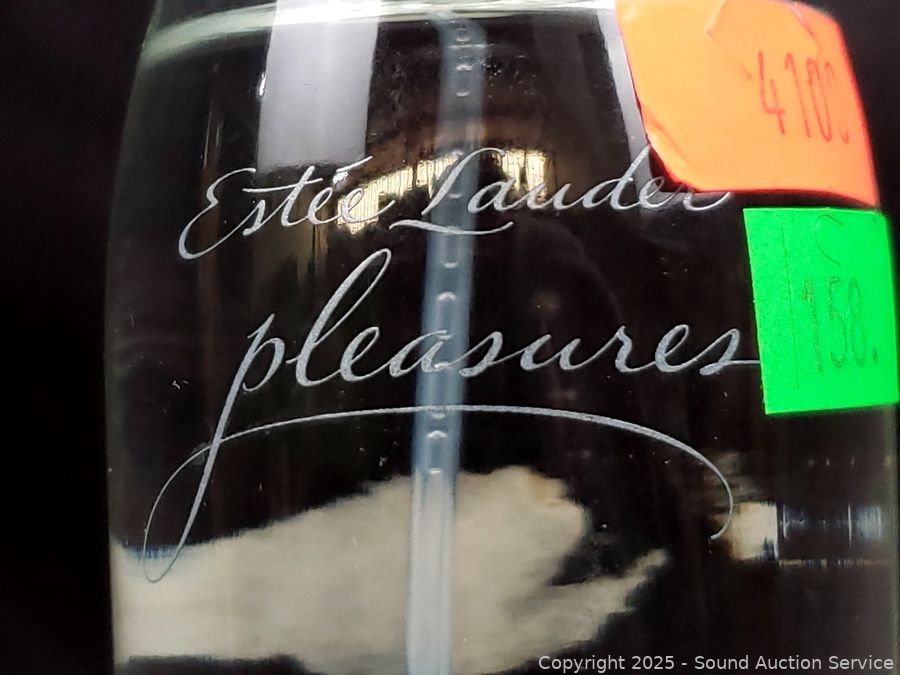 4100
Estée Lauder
158.
pleasures
Copyright 2025 - Sound Auction Service